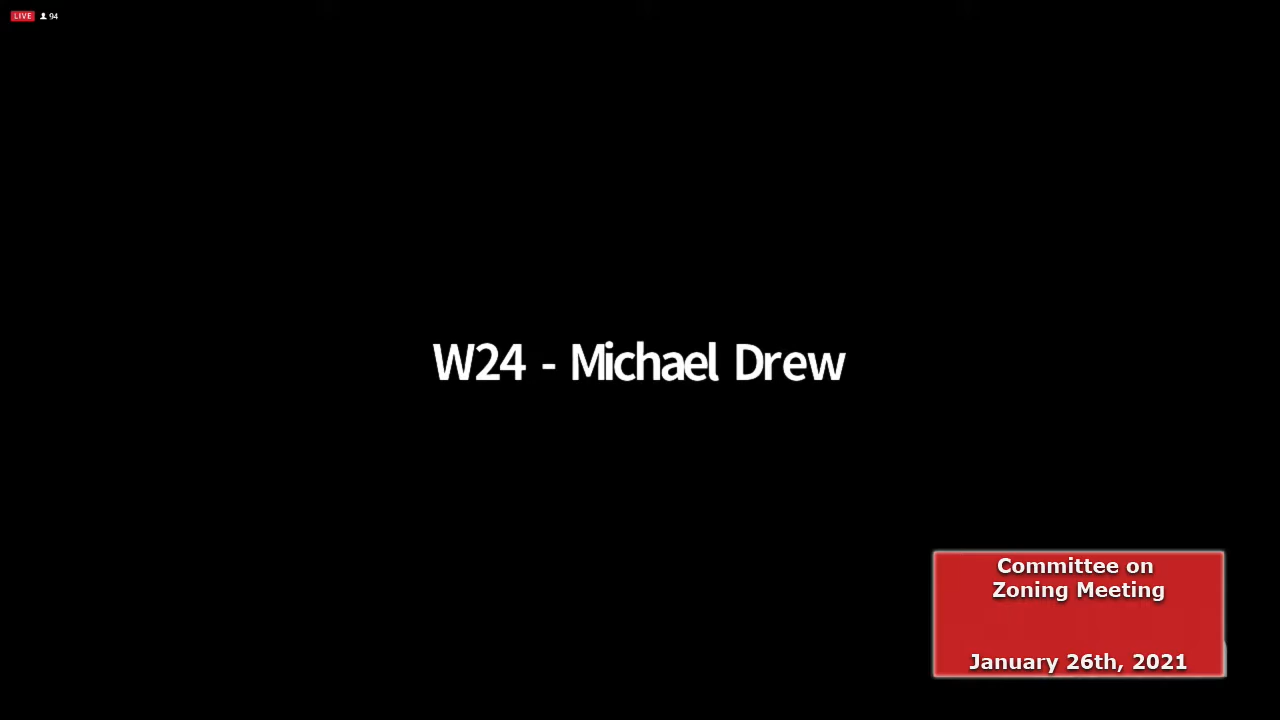 LIVE 94
W24 - Michael Drew
Committee on
Zoning Meeting
January 26th, 2021